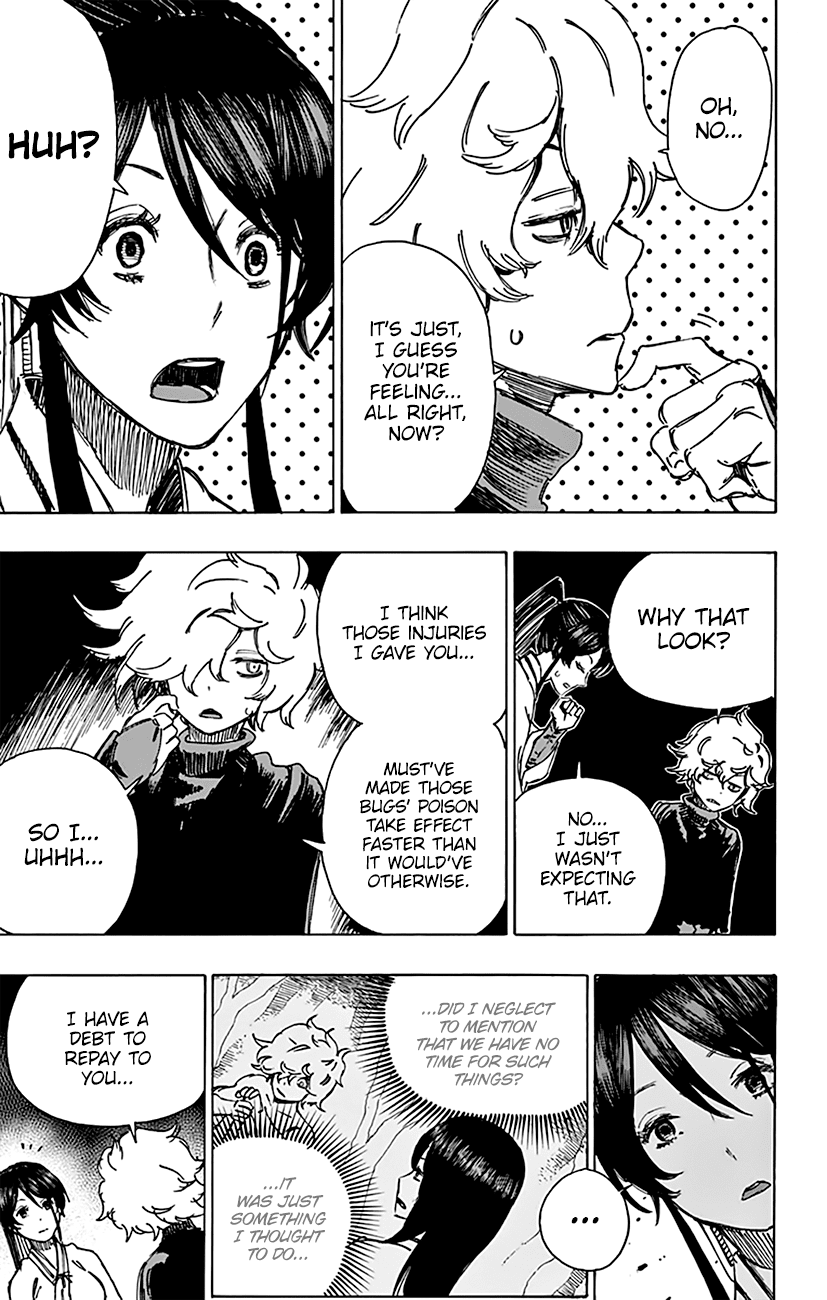 OH,
NO...
IT'S JUST,
I GUESS
YOU'RE
FEELING...
ALL RIGHT,
NOW?
HUH?
WHY THAT
LOOK?
NO...
I JUST
WASN'T
EXPECTING
THAT.
I THINK
THOSE INJURIES
I GAVE YOU...
MUST'VE
MADE THOSE
BUGS' POISON
TAKE EFFECT
FASTER THAN
IT WOULD'VE
OTHERWISE.
SO I...
UHHH...
...
...DID I NEGLECT
TO MENTION
THAT WE HAVE NO
TIME FOR SUCH
THINGS?
...IT
WAS JUST
SOMETHING
I THOUGHT
TO DO...
I HAVE A
DEBT TO
REPAY TO
YOU...